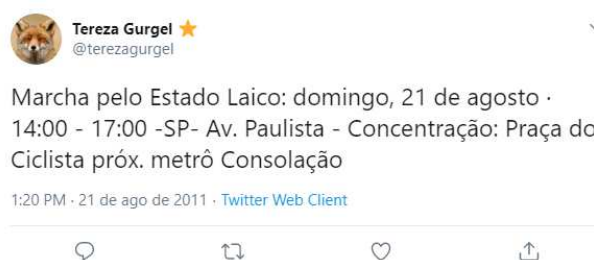 Tereza Gurgel
@terezagurgel
Marcha pelo Estado Laico: domingo, 21 de agosto ·
14:00 - 17:00 -SP- Av. Paulista - Concentração: Praça do
Ciclista próx. metrô Consolação
1:20 PM · 21 de ago de 2011 · Twitter Web Client